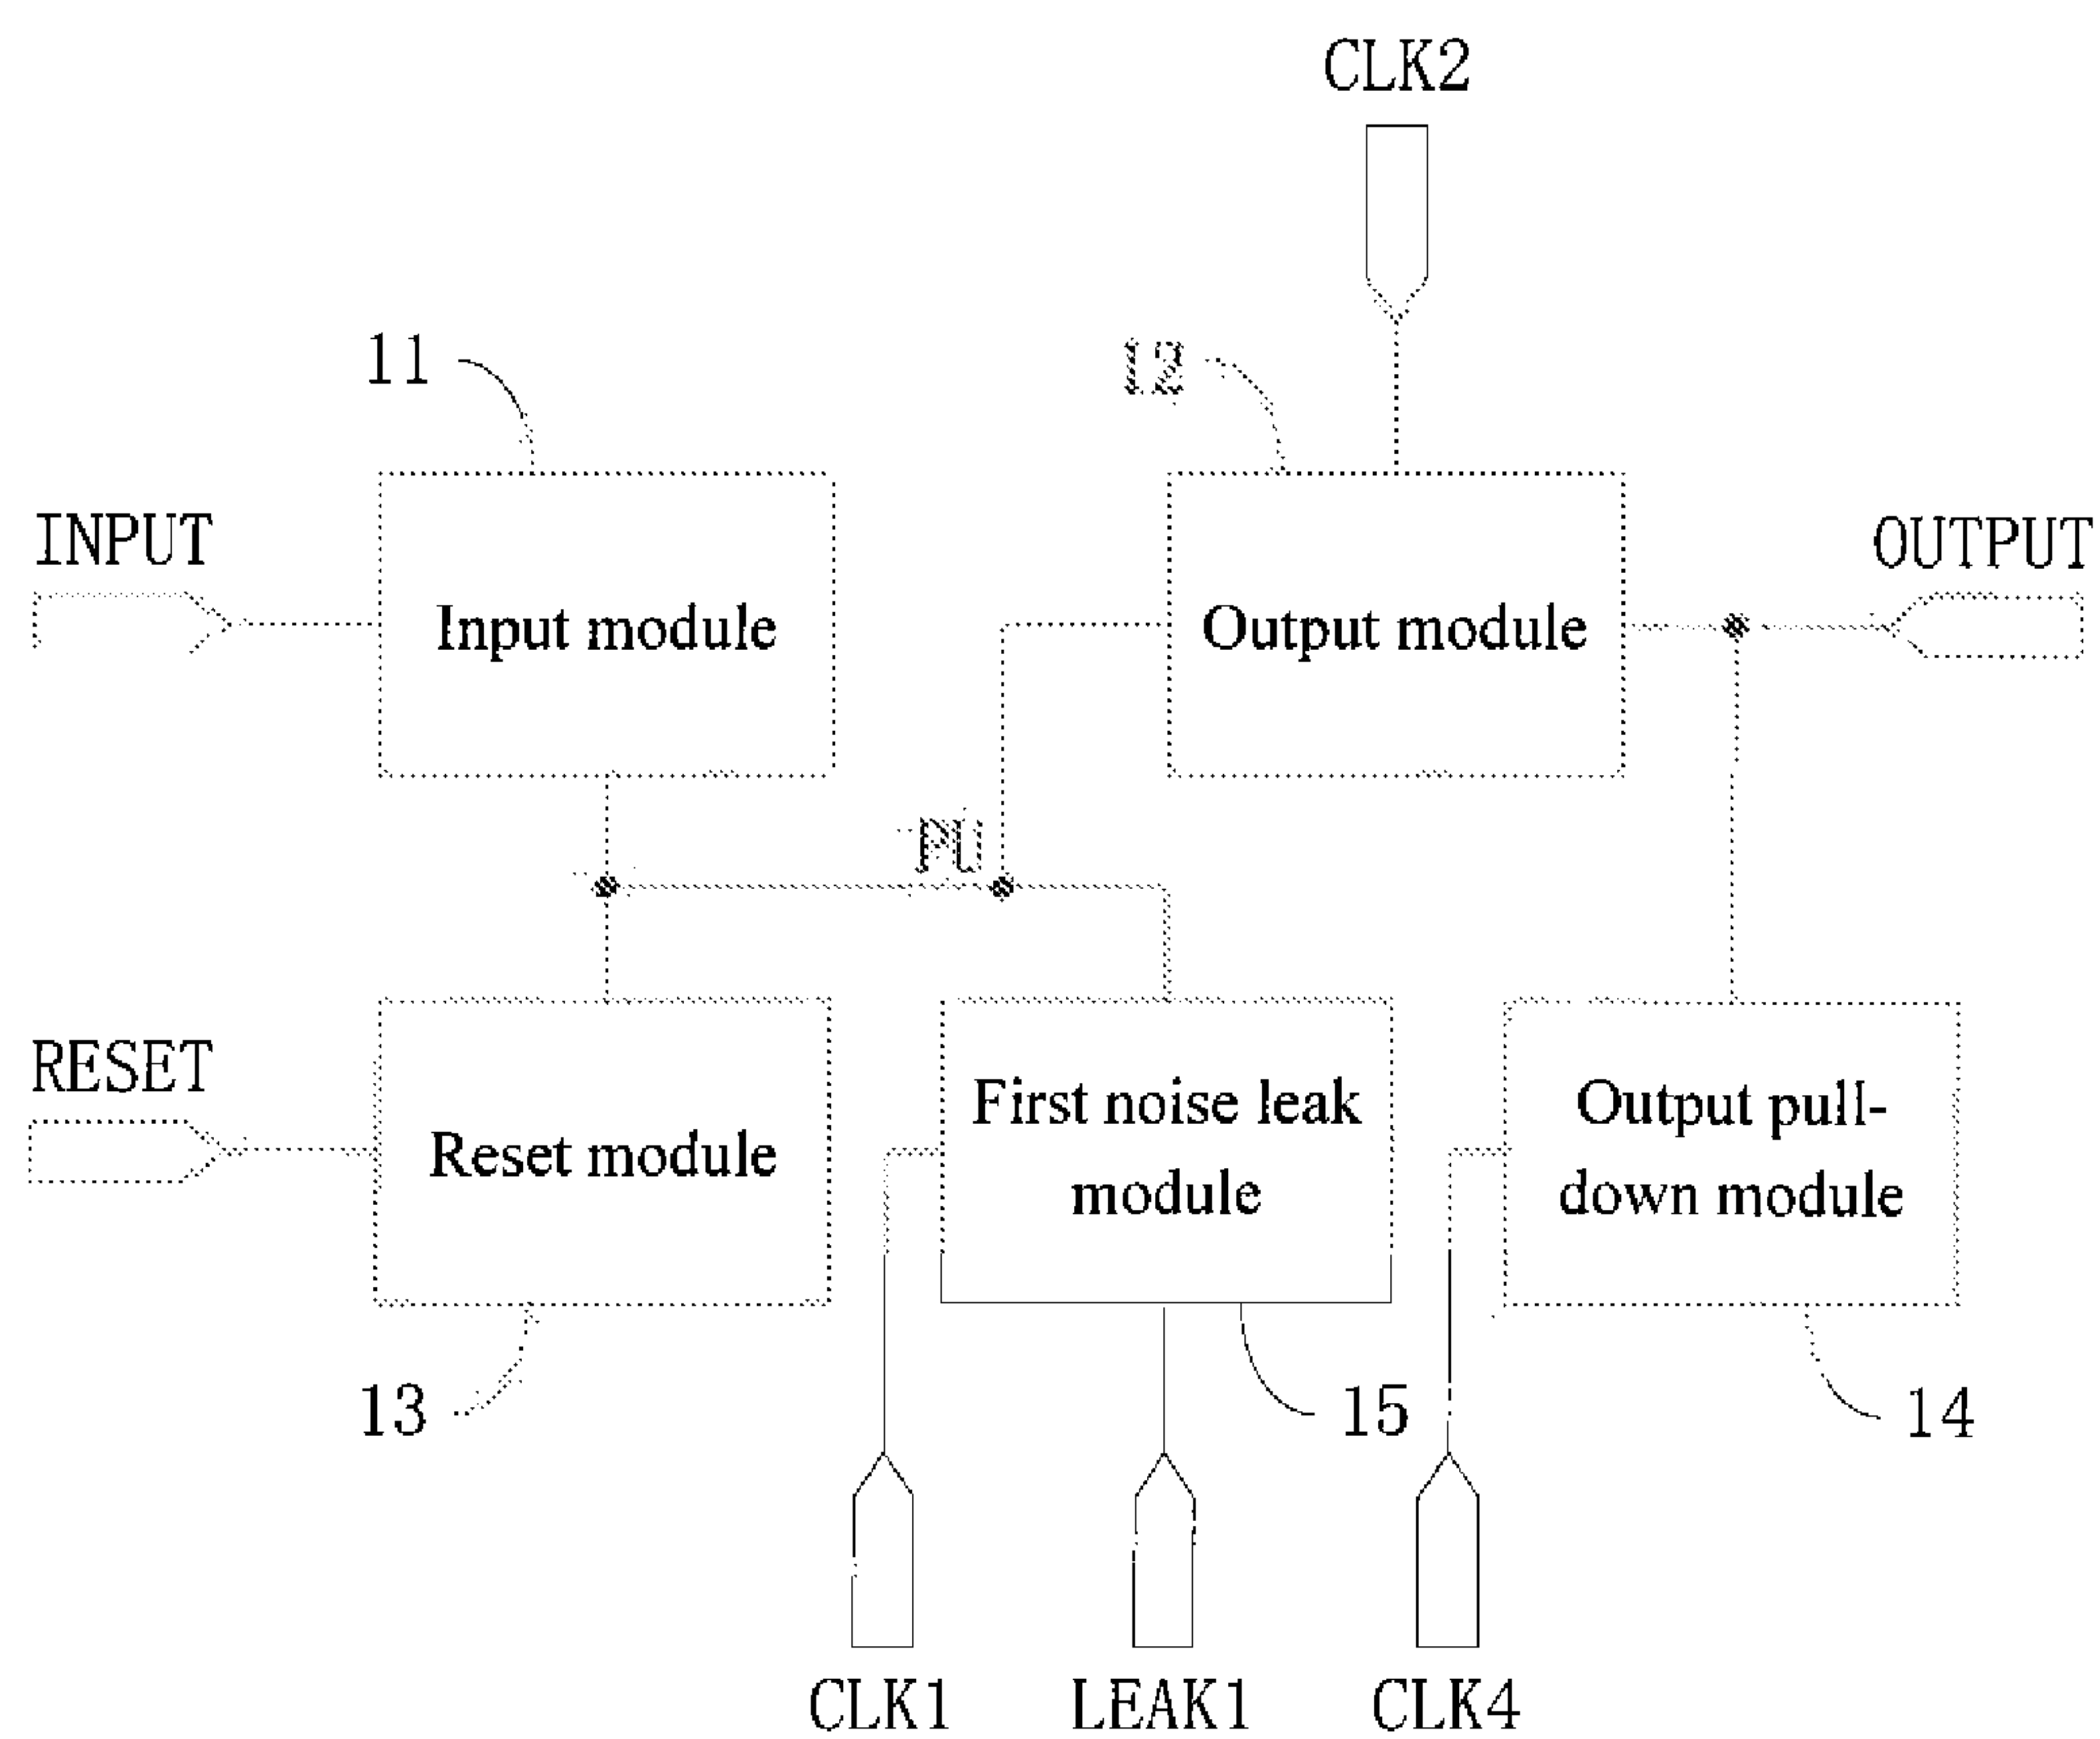 CLK2
11
12
INPUT
OUTPUT
Input module
Output module
PU
RESET
First noise leak
module
Output pull-
down module
Reset module
13
15
14
CLK1
LEAK1
CLK4